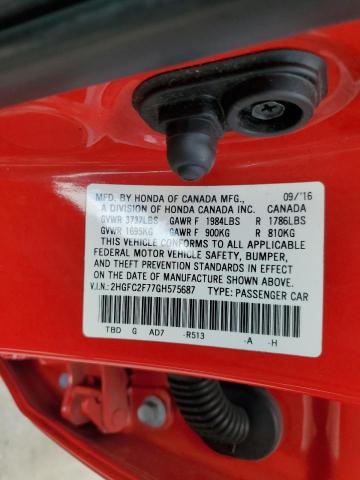 MFD. BY HONDA OF CANADA MFG., 09/'16
A DIVISION OF HONDA CANADA INC. CANADA
GVWR 3737LBS GAWR F 1984LBS R 1786LBS
GVWR 1695KG GAWR F 900KG R 810KG
THIS VEHICLE CONFORMS TO ALL APPLICABLE
FEDERAL MOTOR VEHICLE SAFETY, BUMPER,
AND THEFT PREVENTION STANDARDS IN EFFECT
ON THE DATE OF MANUFACTURE SHOWN ABOVE.
V.I.N.: 2HGFC2F77GH575687 TYPE: PASSENGER CAR
TBD G AD7 -R513 -A -H